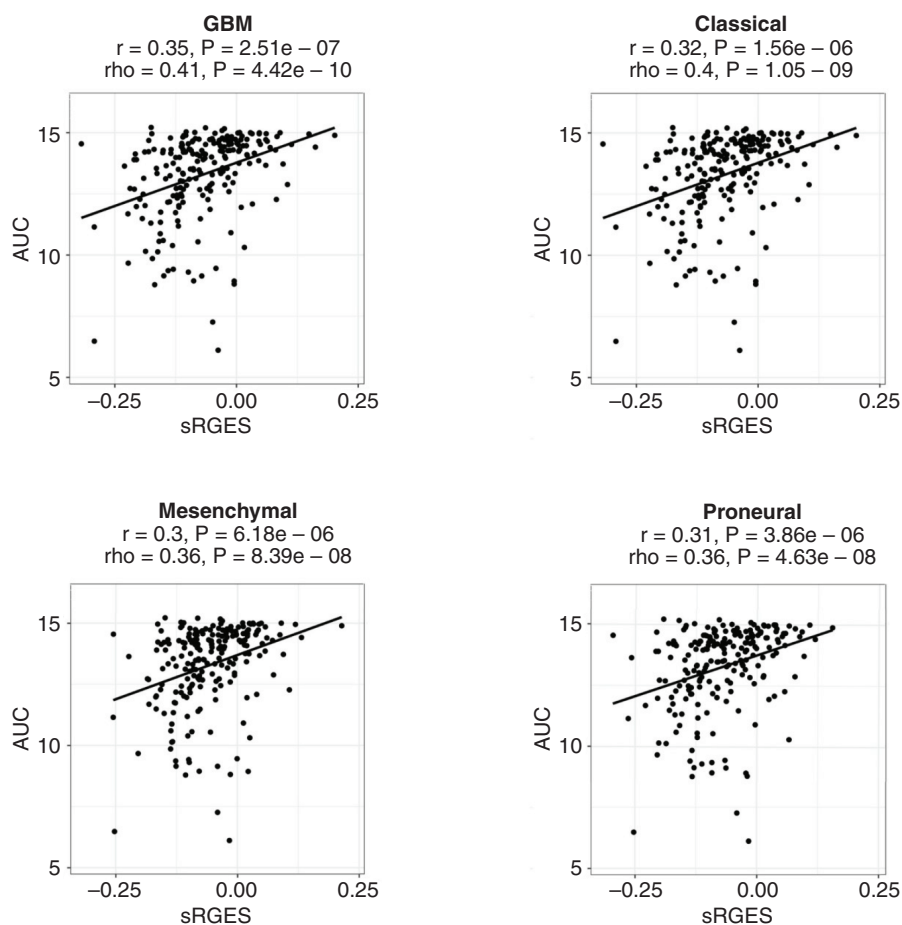 GBM
r = 0.35, P = 2.51e – 07
rho = 0.41, P = 4.42e – 10
15
10
5
AUC
–0.25
0.00
0.25
sRGES
Classical
r = 0.32, P = 1.56e – 06
rho = 0.4, P = 1.05e – 09
15
10
5
AUC
–0.25
0.00
0.25
sRGES
Mesenchymal
r = 0.3, P = 6.18e – 06
rho = 0.36, P = 8.39e – 08
15
10
5
AUC
–0.25
0.00
0.25
sRGES
Proneural
r = 0.31, P = 3.86e – 06
rho = 0.36, P = 4.63e – 08
15
10
5
AUC
–0.25
0.00
0.25
sRGES